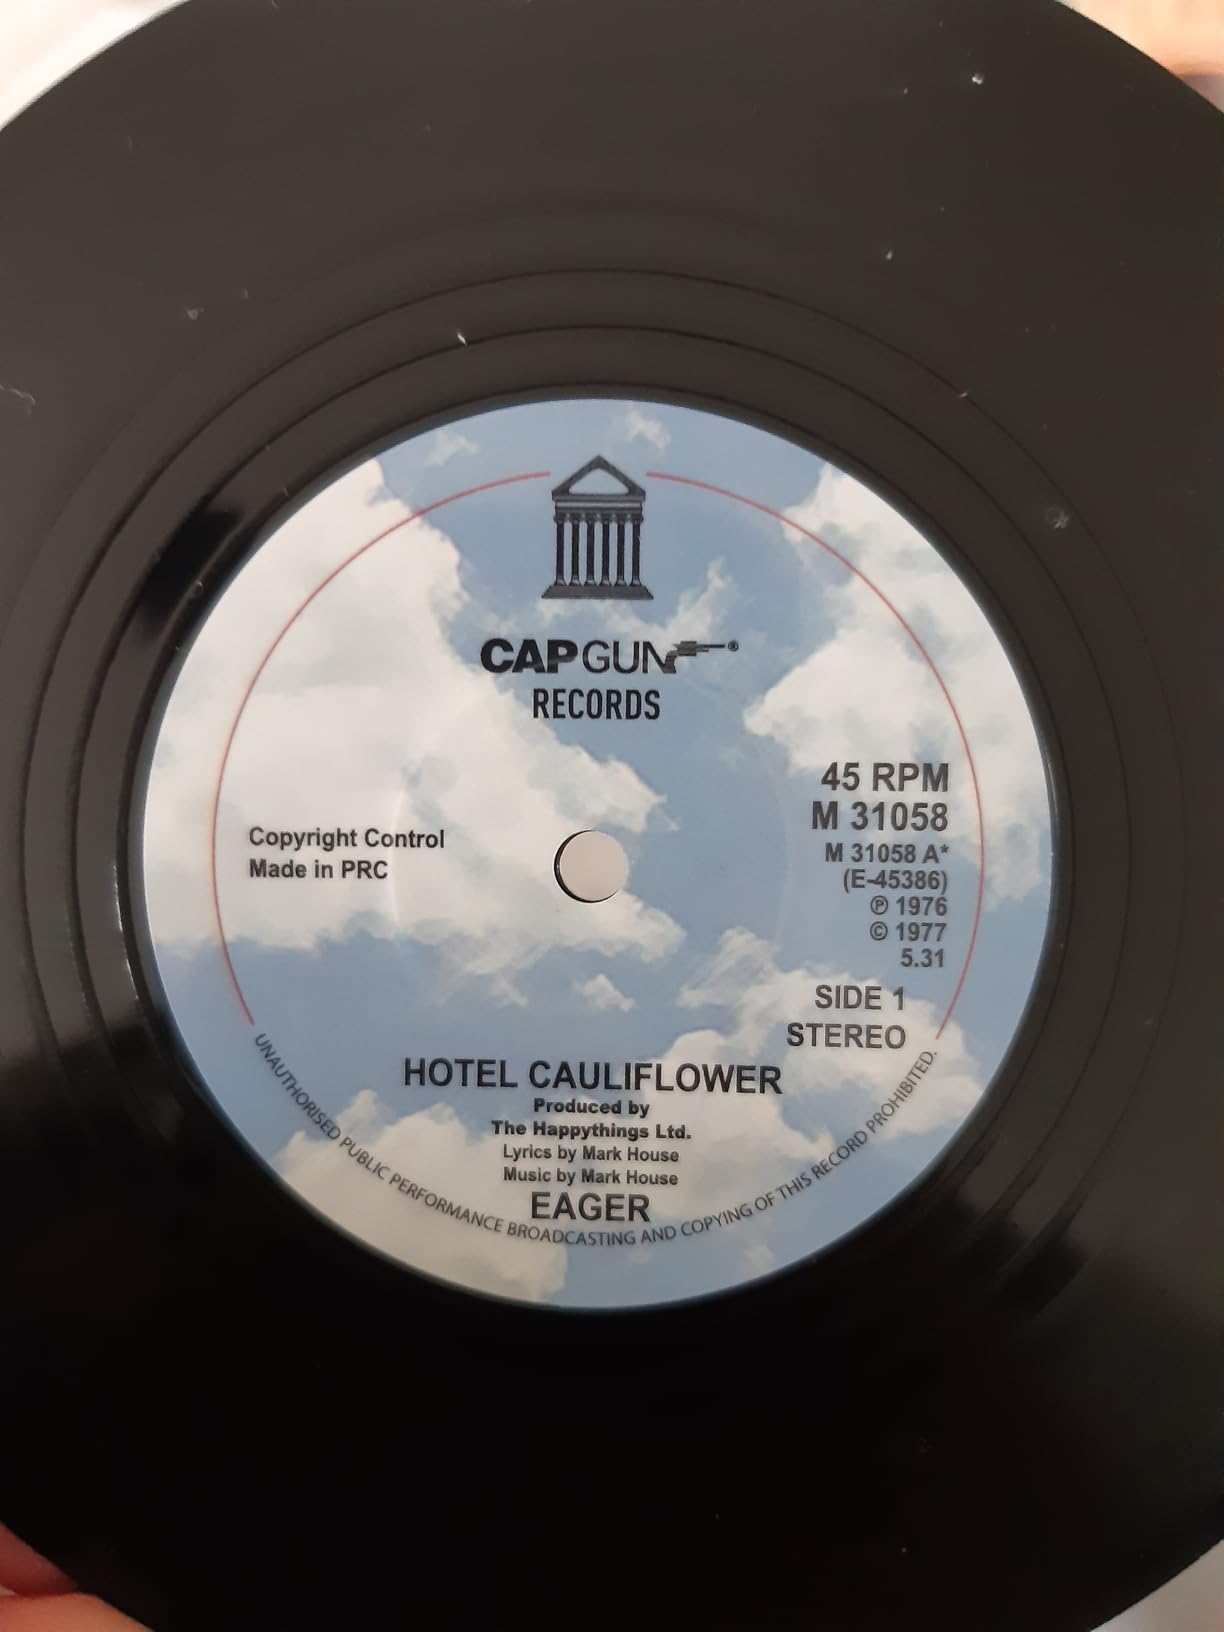 CAPGUN®
RECORDS
45 RPM
M 31058
M 31058 A*
(E-45386)
℗ 1976
© 1977
5.31
SIDE 1
STEREO
Copyright Control
Made in PRC
HOTEL CAULIFLOWER
Produced by
The Happythings Ltd.
Lyrics by Mark House
Music by Mark House
EAGER
UNAUTHORISED PUBLIC PERFORMANCE BROADCASTING AND COPYING OF THIS RECORD PROHIBITED.